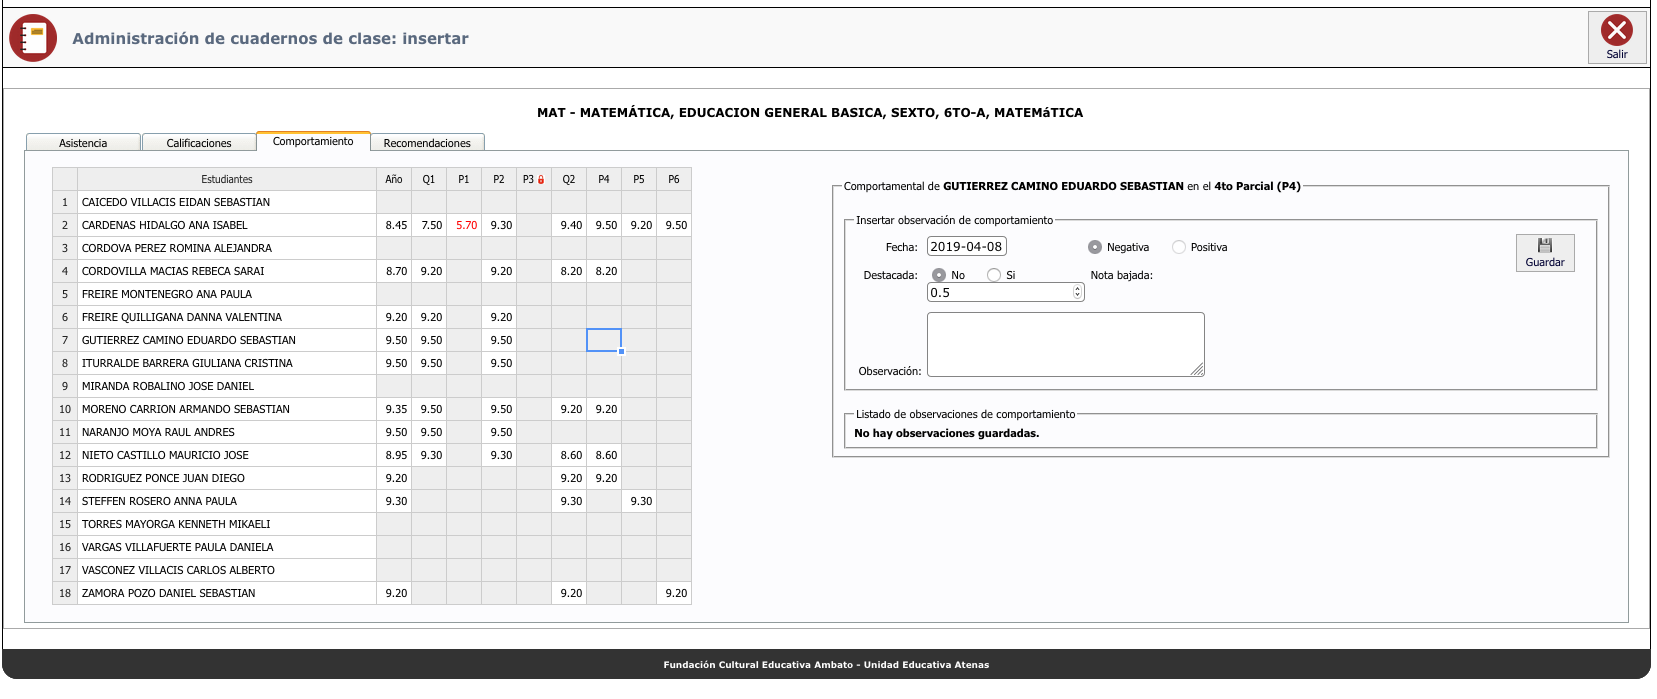 Administración de cuadernos de clase: insertar
Salir
MAT - MATEMÁTICA, EDUCACION GENERAL BASICA, SEXTO, 6TO-A, MATEMáTICA
Asistencia Calificaciones Comportamiento Recomendaciones
Estudiantes Año Q1 P1 P2 P3 Q2 P4 P5 P6
1 CAICEDO VILLACIS EIDAN SEBASTIAN
2 CARDENAS HIDALGO ANA ISABEL 8.45 7.50 5.70 9.30 9.40 9.50 9.20 9.50
3 CORDOVA PEREZ ROMINA ALEJANDRA
4 CORDOVILLA MACIAS REBECA SARAI 8.70 9.20 9.20 8.20 8.20
5 FREIRE MONTENEGRO ANA PAULA
6 FREIRE QUILLIGANA DANNA VALENTINA 9.20 9.20 9.20
7 GUTIERREZ CAMINO EDUARDO SEBASTIAN 9.50 9.50 9.50
8 ITURRALDE BARRERA GIULIANA CRISTINA 9.50 9.50 9.50
9 MIRANDA ROBALINO JOSE DANIEL
10 MORENO CARRION ARMANDO SEBASTIAN 9.35 9.50 9.50 9.20 9.20
11 NARANJO MOYA RAUL ANDRES 9.50 9.50 9.50
12 NIETO CASTILLO MAURICIO JOSE 8.95 9.30 9.30 8.60 8.60
13 RODRIGUEZ PONCE JUAN DIEGO 9.20 9.20 9.20
14 STEFFEN ROSERO ANNA PAULA 9.30 9.30 9.30
15 TORRES MAYORGA KENNETH MIKAELI
16 VARGAS VILLAFUERTE PAULA DANIELA
17 VASCONEZ VILLACIS CARLOS ALBERTO
18 ZAMORA POZO DANIEL SEBASTIAN 9.20 9.20 9.20
Comportamental de GUTIERREZ CAMINO EDUARDO SEBASTIAN en el 4to Parcial (P4)
Insertar observación de comportamiento
Fecha: 2019-04-08 Negativa Positiva
Guardar
Destacada: No Si Nota bajada:
0.5
Observación:
Listado de observaciones de comportamiento
No hay observaciones guardadas.
Fundación Cultural Educativa Ambato - Unidad Educativa Atenas